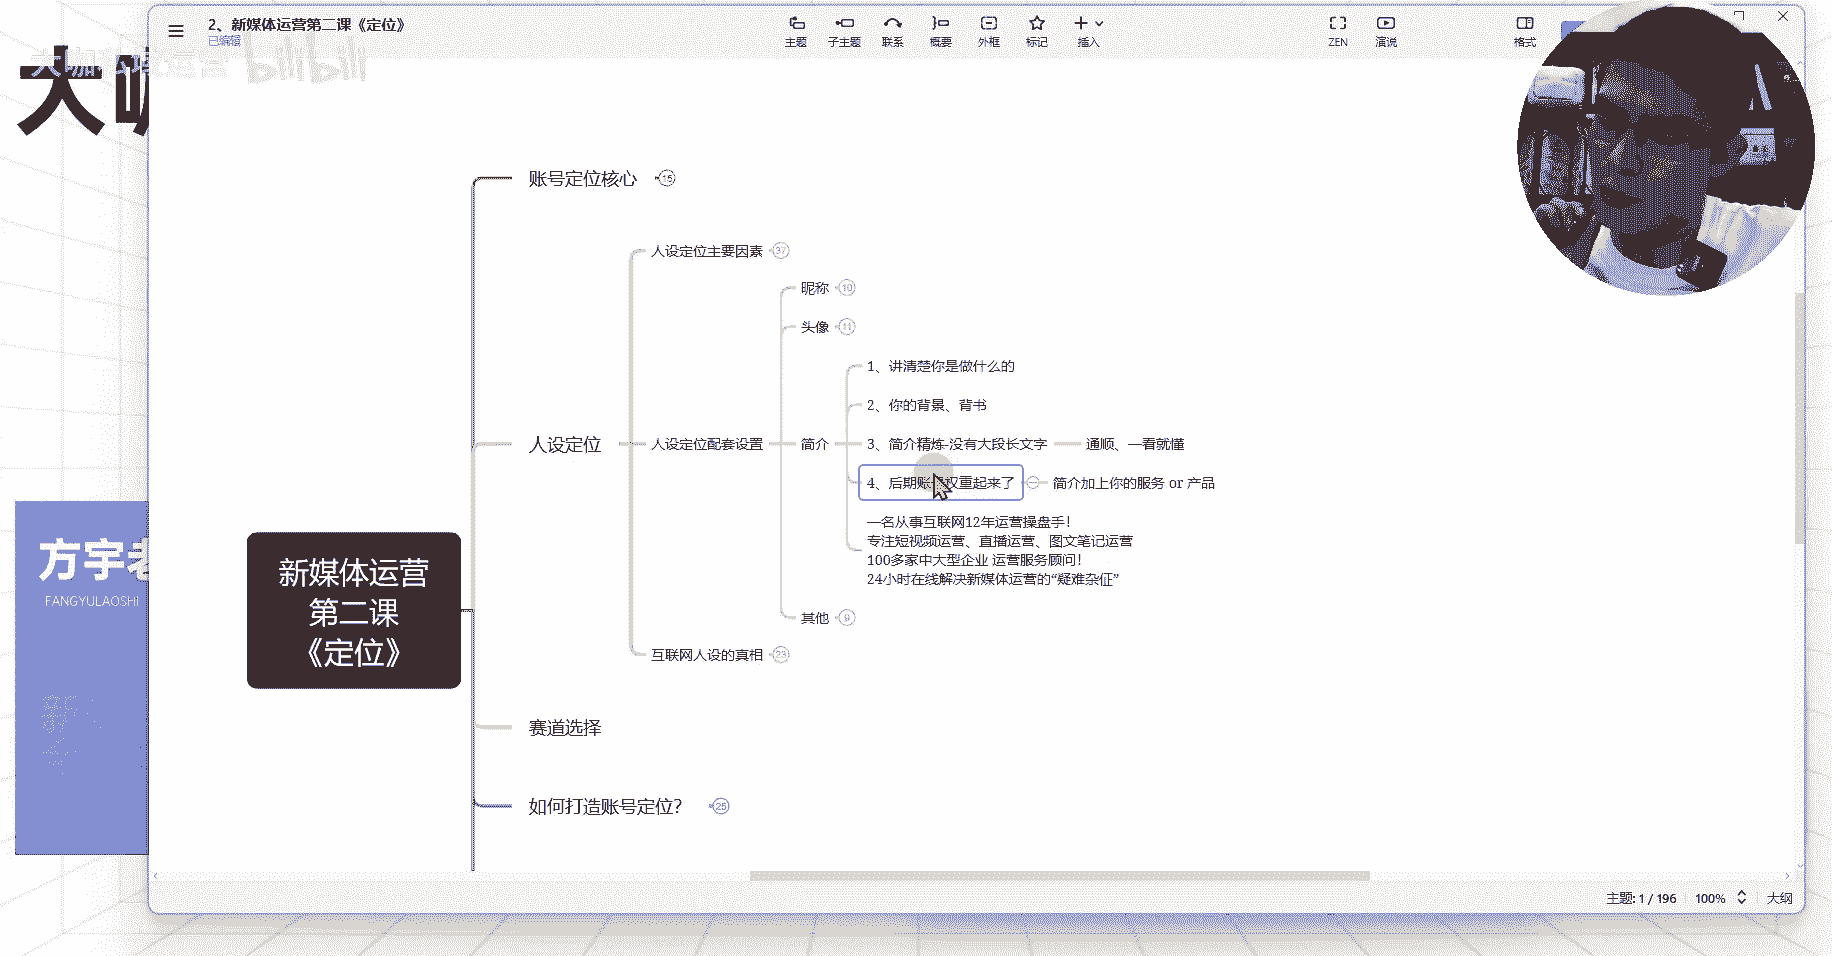 2、新媒体运营第二课《定位》
已编辑
主题
子主题
联系
概要
外框
标记
插入
ZEN
演说
格式
大咖
bilibili
账号定位核心 15
人设定位主要因素 37
昵称 10
头像 11
1、讲清楚你是做什么的
2、你的背景、背书
人设定位
人设定位配套设置
简介
3、简介精炼-没有大段长文字
通顺、一看就懂
4、后期账号权重起来了
简介加上你的服务 or 产品
一名从事互联网12年运营操盘手!
专注短视频运营、直播运营、图文笔记运营
100多家中大型企业 运营服务顾问!
24小时在线解决新媒体运营的“疑难杂症”
其他 9
互联网人设的真相 23
方宇老
FANGYULAOSHI
新媒体运营
第二课
《定位》
赛道选择
如何打造账号定位? 25
主题: 1 / 196
100%
大纲